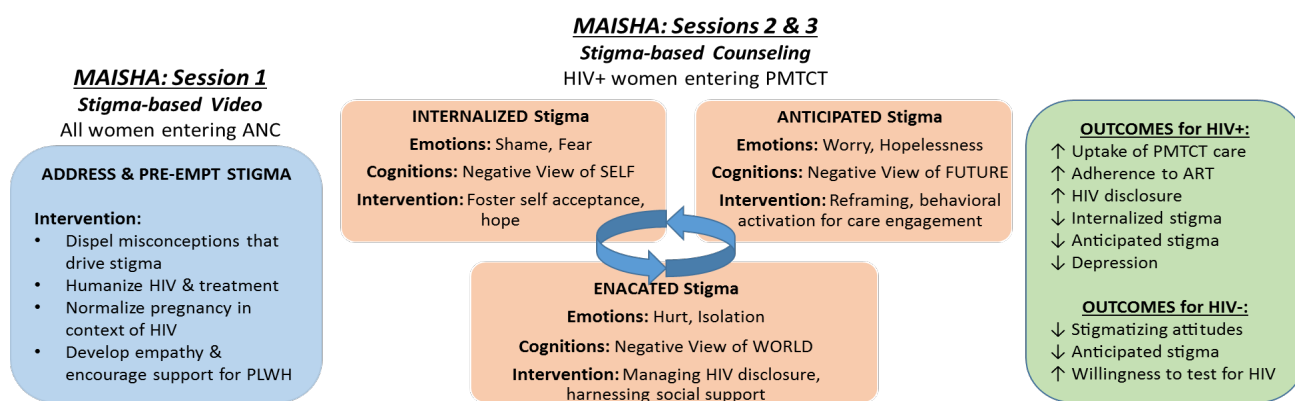 MAISHA: Session 1
Stigma-based Video
All women entering ANC
ADDRESS & PRE-EMPT STIGMA
Intervention:
• Dispel misconceptions that
drive stigma
• Humanize HIV & treatment
• Normalize pregnancy in
context of HIV
• Develop empathy &
encourage support for PLWH
MAISHA: Sessions 2 & 3
Stigma-based Counseling
HIV+ women entering PMTCT
INTERNALIZED Stigma
Emotions: Shame, Fear
Cognitions: Negative View of SELF
Intervention: Foster self acceptance,
hope
ANTICIPATED Stigma
Emotions: Worry, Hopelessness
Cognitions: Negative View of FUTURE
Intervention: Reframing, behavioral
activation for care engagement
ENACATED Stigma
Emotions: Hurt, Isolation
Cognitions: Negative View of WORLD
Intervention: Managing HIV disclosure,
harnessing social support
OUTCOMES for HIV+:
↑ Uptake of PMTCT care
↑ Adherence to ART
↑ HIV disclosure
↓ Internalized stigma
↓ Anticipated stigma
↓ Depression
OUTCOMES for HIV-:
↓ Stigmatizing attitudes
↓ Anticipated stigma
↑ Willingness to test for HIV